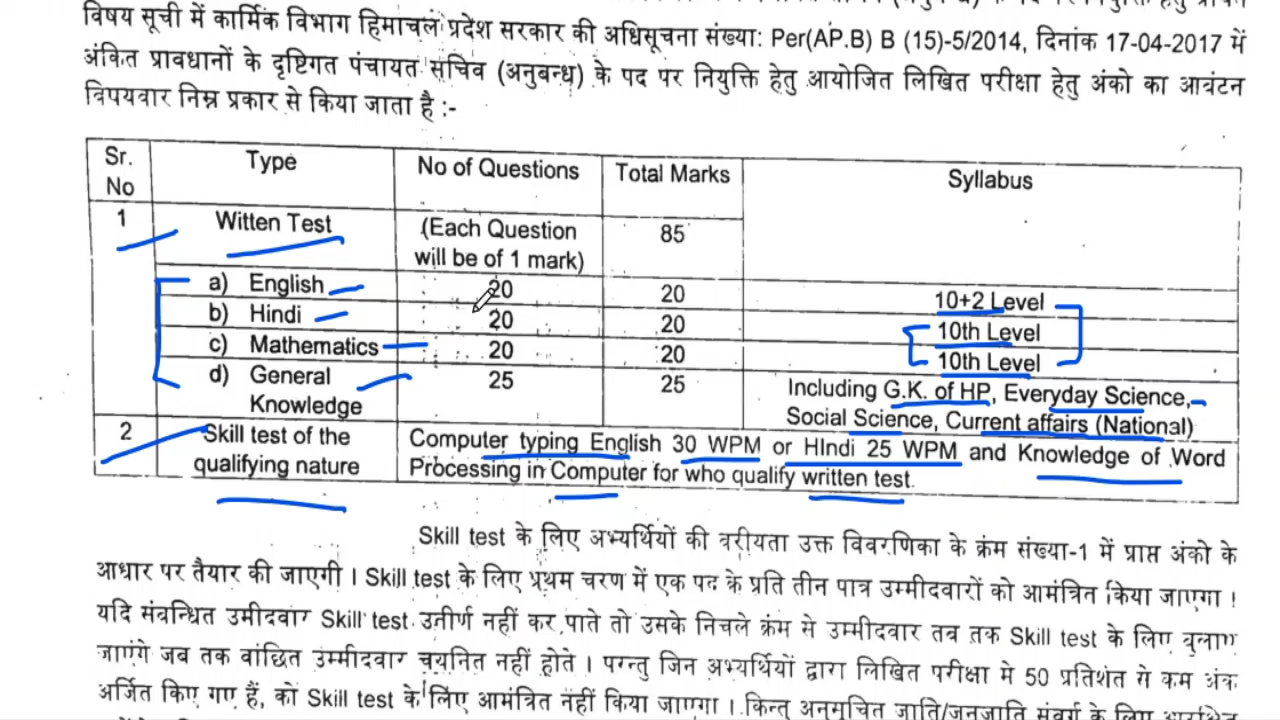 विषय सूची में कार्मिक विभाग हिमाचल प्रदेश सरकार की अधिसूचना संख्या: Per(AP.B) B (15)-5/2014, दिनांक 17-04-2017 में
अंकित प्रावधानों के दृष्टिगत पंचायत सचिव (अनुबन्ध) के पद पर नियुक्ति हेतु आयोजित लिखित परीक्षा हेतु अंको का आवंटन
विषयवार निम्न प्रकार से किया जाता है :-
Sr. No Type No of Questions Total Marks Syllabus
1 Witten Test (Each Question will be of 1 mark) 85
a) English 20 20 10+2 Level
b) Hindi 20 20 10th Level
c) Mathematics 20 20 10th Level
d) General Knowledge 25 25 Including G.K. of HP, Everyday Science, Social Science, Current affairs (National)
2 Skill test of the qualifying nature Computer typing English 30 WPM or HIndi 25 WPM and Knowledge of Word Processing in Computer for who qualify written test.
Skill test के लिए अभ्यर्थियों की वरीयता उक्त विवरणिका के क्रंम संख्या-1 में प्राप्त अंको के
आधार पर तैयार की जाएगी । Skill test के लिए प्रथम चरण में एक पद के प्रति तीन पात्र उम्मीदवारों को आमंत्रित किया जाएगा ।
यदि संबन्धित उमीदवार Skill test उतीर्ण नहीं कर पाते तो उसके निचले क्रंम से उम्मीदवार तब तक Skill test के लिए बुलाए
जाएंगे जब तक वांछित उम्मीदवार चयनित नहीं होते । परन्तु जिन अभ्यर्थियों द्वारा लिखित परीक्षा मे 50 प्रतिशंत से कम अंक
अर्जित किए गए हैं, को Skill test के लिए आमंत्रित नहीं किया जाएगा । किन्तु अनुसूचित जाति/जनजाति संवर्ग के लिए आरक्षित